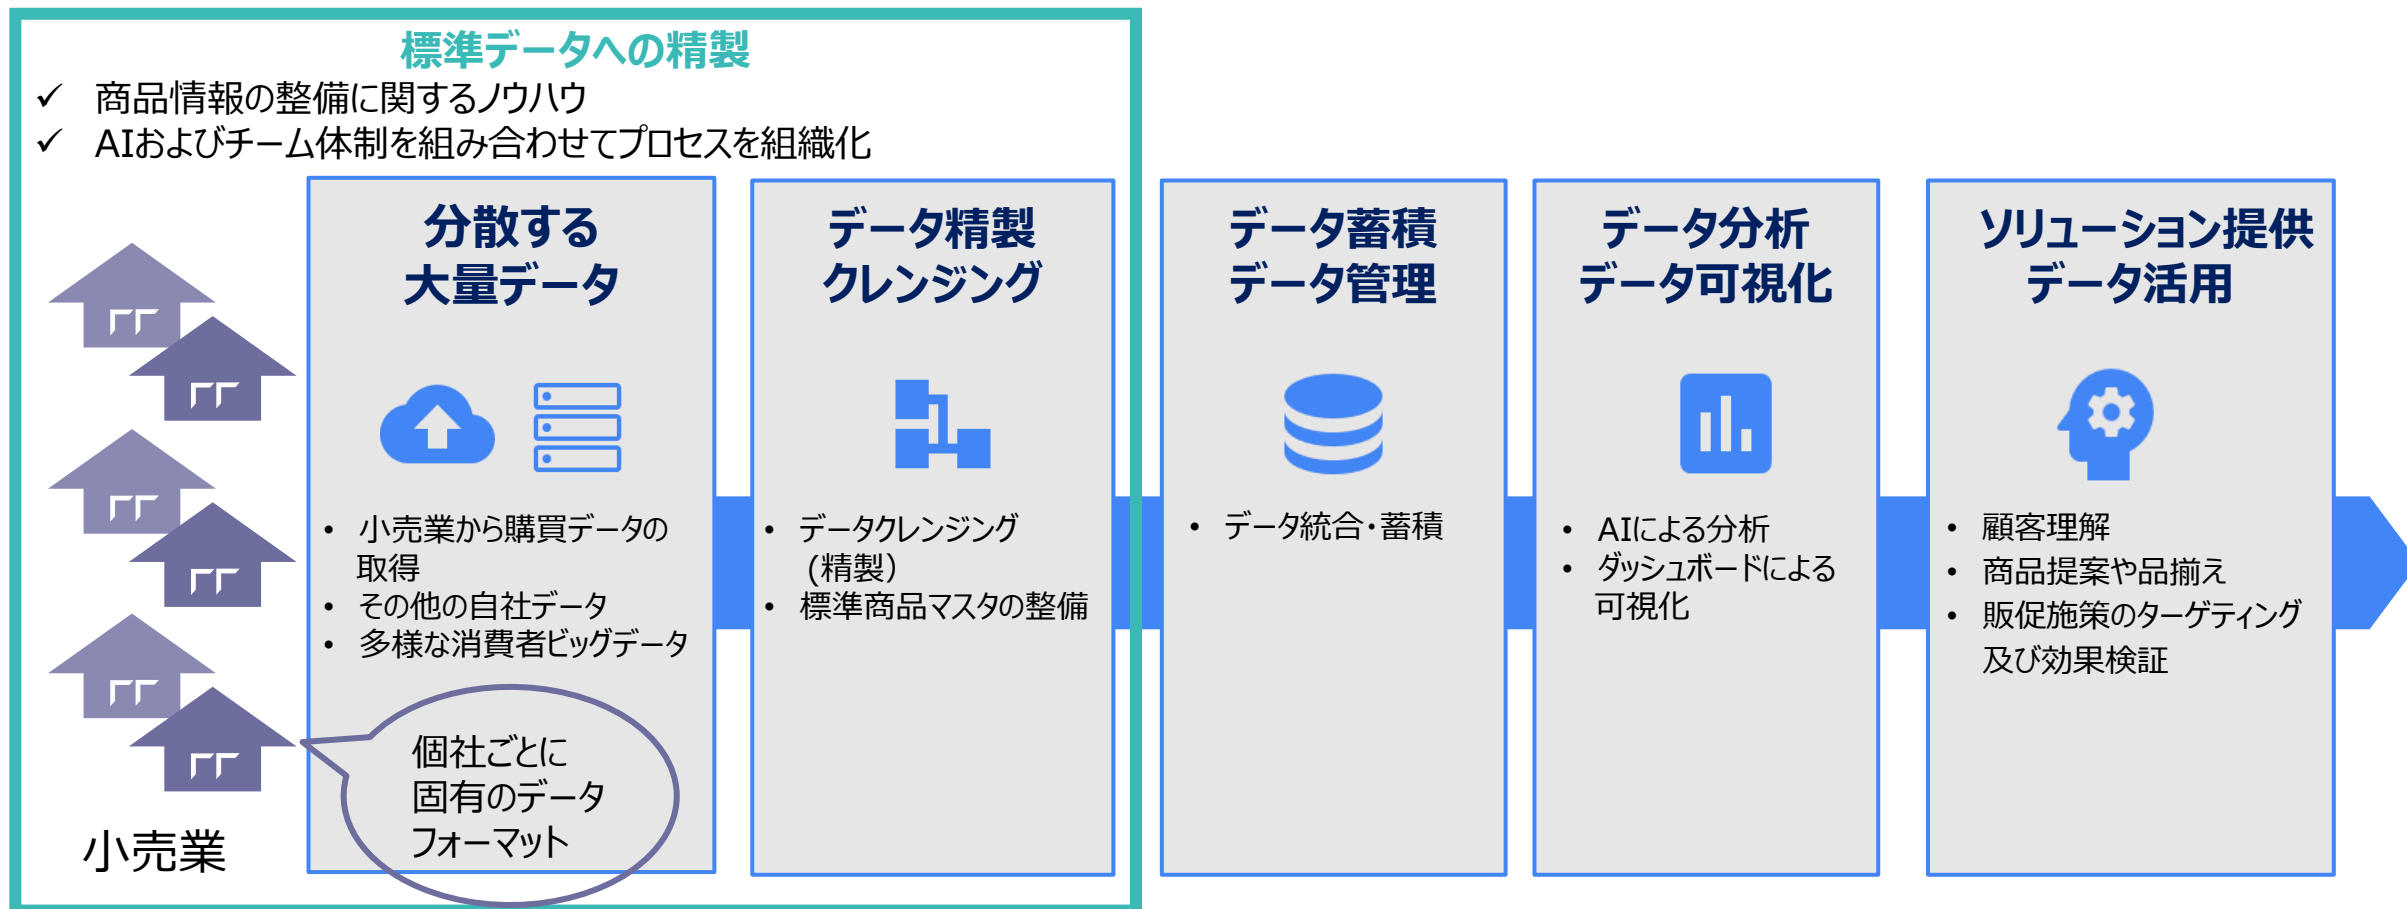 標準データへの精製
✓ 商品情報の整備に関するノウハウ
✓ AIおよびチーム体制を組み合わせてプロセスを組織化
小売業
分散する
大量データ
• 小売業から購買データの
取得
• その他の自社データ
• 多様な消費者ビッグデータ
個社ごとに
固有のデータ
フォーマット
データ精製
クレンジング
• データクレンジング
(精製）
• 標準商品マスタの整備
データ蓄積
データ管理
• データ統合・蓄積
データ分析
データ可視化
• AIによる分析
• ダッシュボードによる
可視化
ソリューション提供
データ活用
• 顧客理解
• 商品提案や品揃え
• 販促施策のターゲティング
及び効果検証